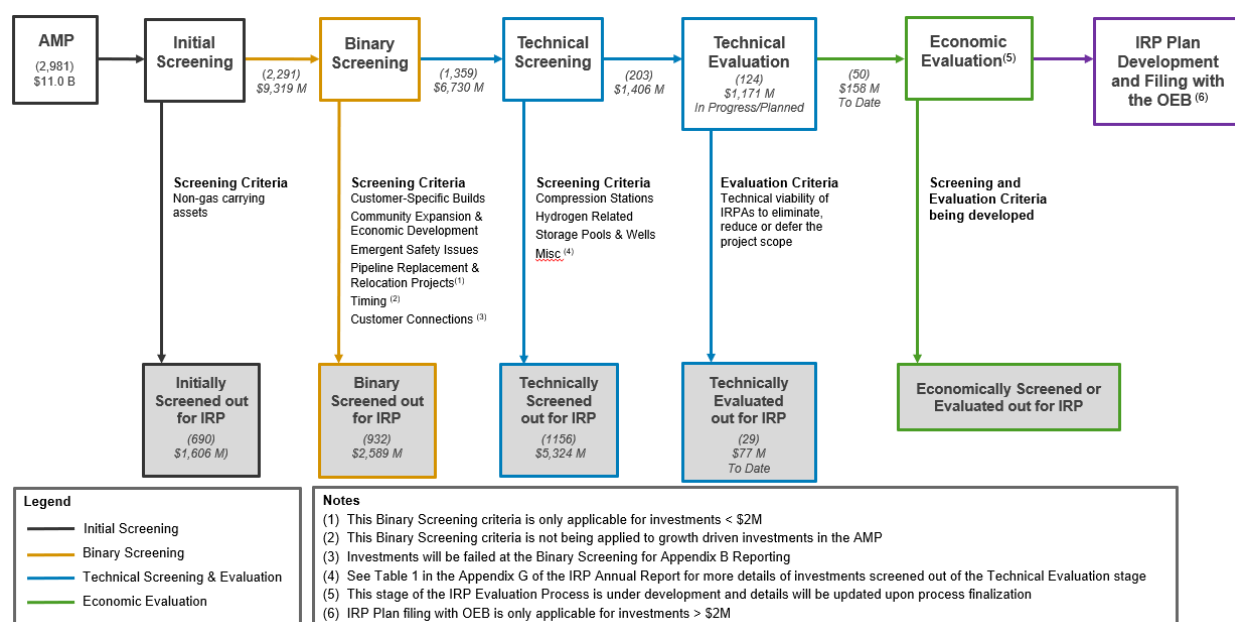 AMP
(2,981)
$11.0 B
Initial
Screening
(2,291)
$9,319 M
Binary
Screening
(1,359)
$6,730 M
Technical
Screening
(203)
$1,406 M
Technical
Evaluation
(124)
$1,171 M
In Progress/Planned
(50)
$158 M
To Date
Economic
Evaluation(5)
IRP Plan
Development
and Filing with
the OEB (6)
Screening Criteria
Non-gas carrying
assets
Screening Criteria
Customer-Specific Builds
Community Expansion &
Economic Development
Emergent Safety Issues
Pipeline Replacement &
Relocation Projects(1)
Timing (2)
Customer Connections (3)
Screening Criteria
Compression Stations
Hydrogen Related
Storage Pools & Wells
Misc (4)
Evaluation Criteria
Technical viability of
IRPAs to eliminate,
reduce or defer the
project scope
Screening and
Evaluation Criteria
being developed
Initially
Screened out
for IRP
(690)
$1,606 M)
Binary
Screened out
for IRP
(932)
$2,589 M
Technically
Screened out
for IRP
(1156)
$5,324 M
Technically
Evaluated
out for IRP
(29)
$77 M
To Date
Economically Screened or
Evaluated out for IRP
Legend
Initial Screening
Binary Screening
Technical Screening & Evaluation
Economic Evaluation
Notes
(1) This Binary Screening criteria is only applicable for investments < $2M
(2) This Binary Screening criteria is not being applied to growth driven investments in the AMP
(3) Investments will be failed at the Binary Screening for Appendix B Reporting
(4) See Table 1 in the Appendix G of the IRP Annual Report for more details of investments screened out of the Technical Evaluation stage
(5) This stage of the IRP Evaluation Process is under development and details will be updated upon process finalization
(6) IRP Plan filing with OEB is only applicable for investments > $2M